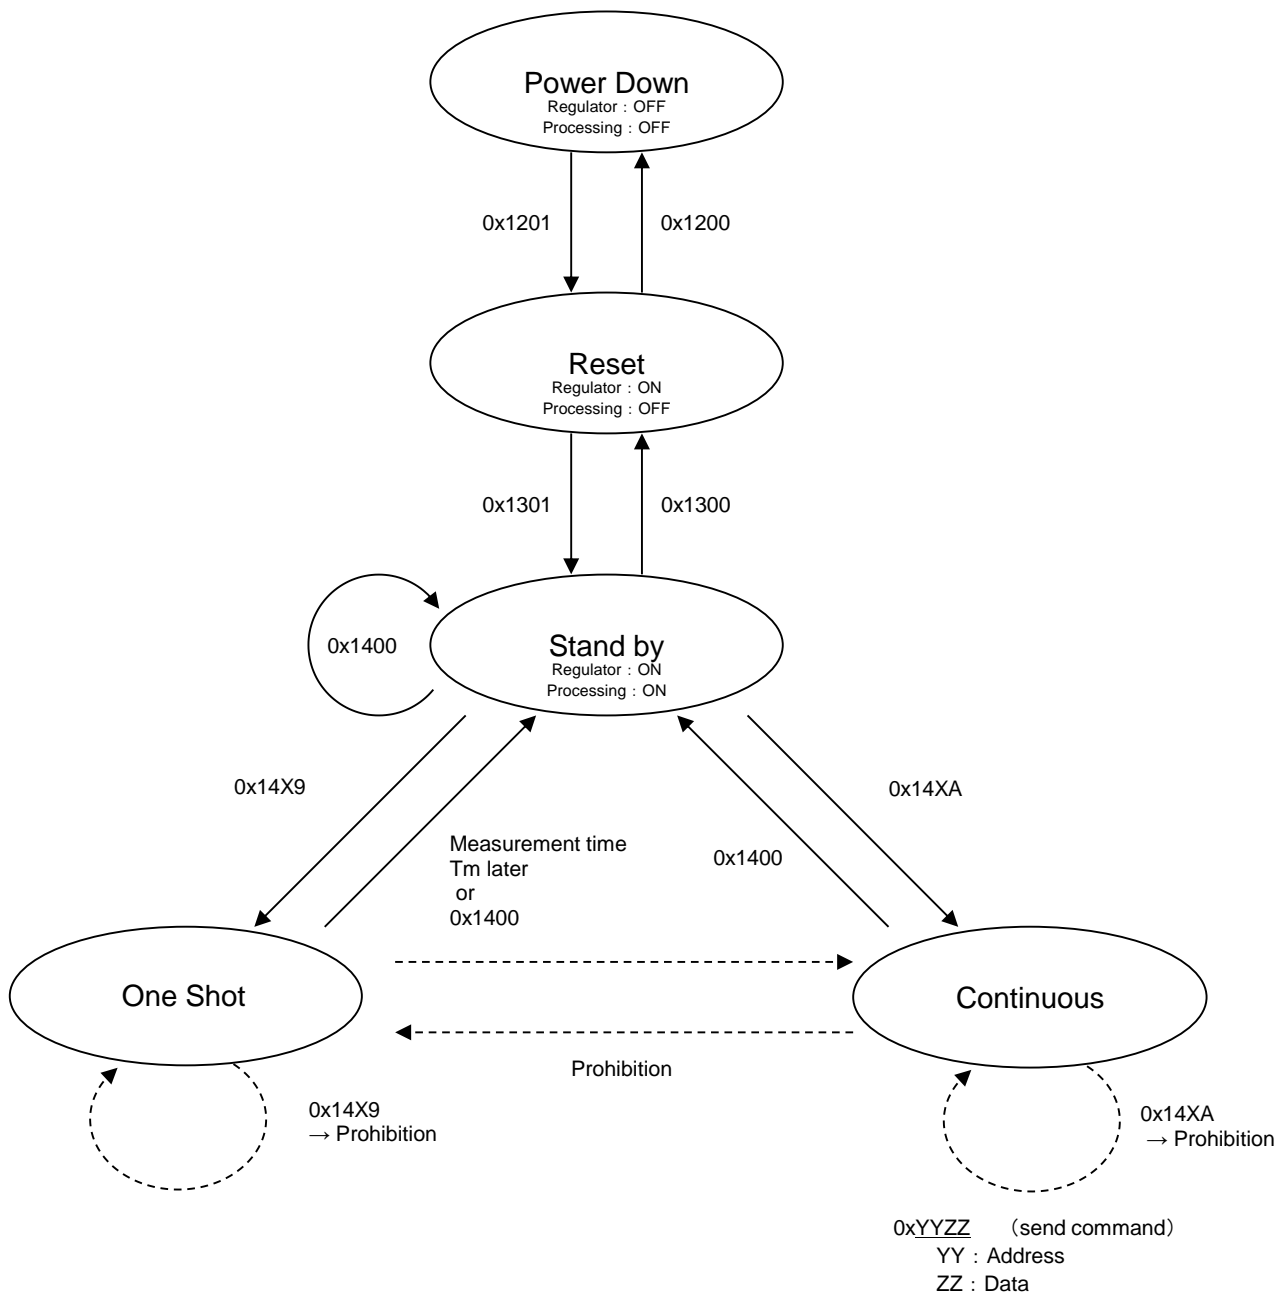 Power Down
Regulator : OFF
Processing : OFF
0x1201
0x1200
Reset
Regulator : ON
Processing : OFF
0x1301
0x1300
0x1400
Stand by
Regulator : ON
Processing : ON
0x14X9
0x14XA
Measurement time
Tm later
or
0x1400
0x1400
One Shot
Continuous
Prohibition
0x14X9
→ Prohibition
0x14XA
→ Prohibition
0xYYZZ （send command）
YY : Address
ZZ : Data